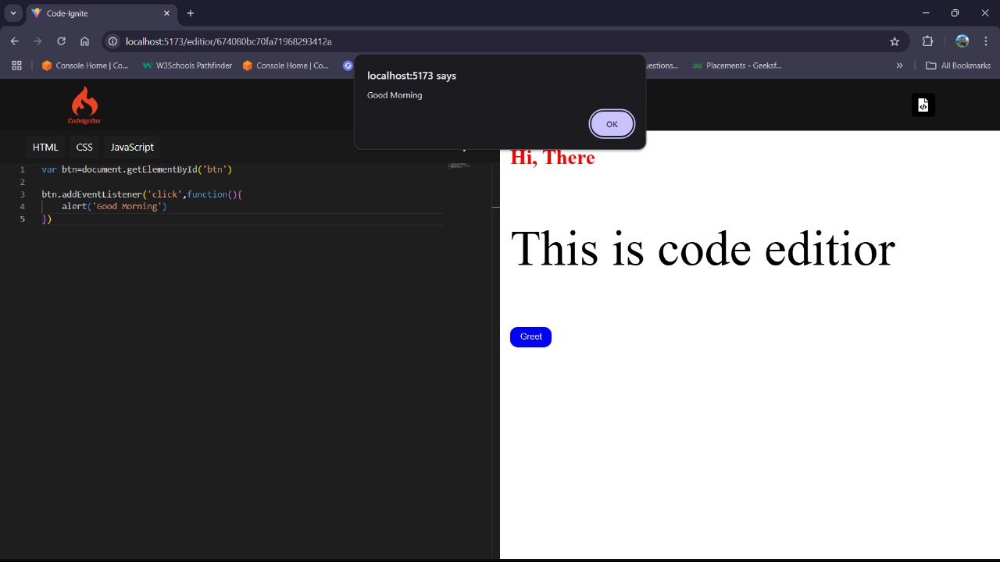 Code-Ignite
localhost:5173/editior/674080bc70fa71968293412a
Console Home | Co...
W3Schools Pathfinder
Console Home | Co...
uestions...
Placements - Geeksf...
All Bookmarks
localhost:5173 says
Good Morning
OK
CodeIgniter
HTML
CSS
JavaScript
1 var btn=document.getElementById('btn')
2
3 btn.addEventListener('click',function(){
4 alert('Good Morning')
5 })
Hi, There
This is code editior
Greet